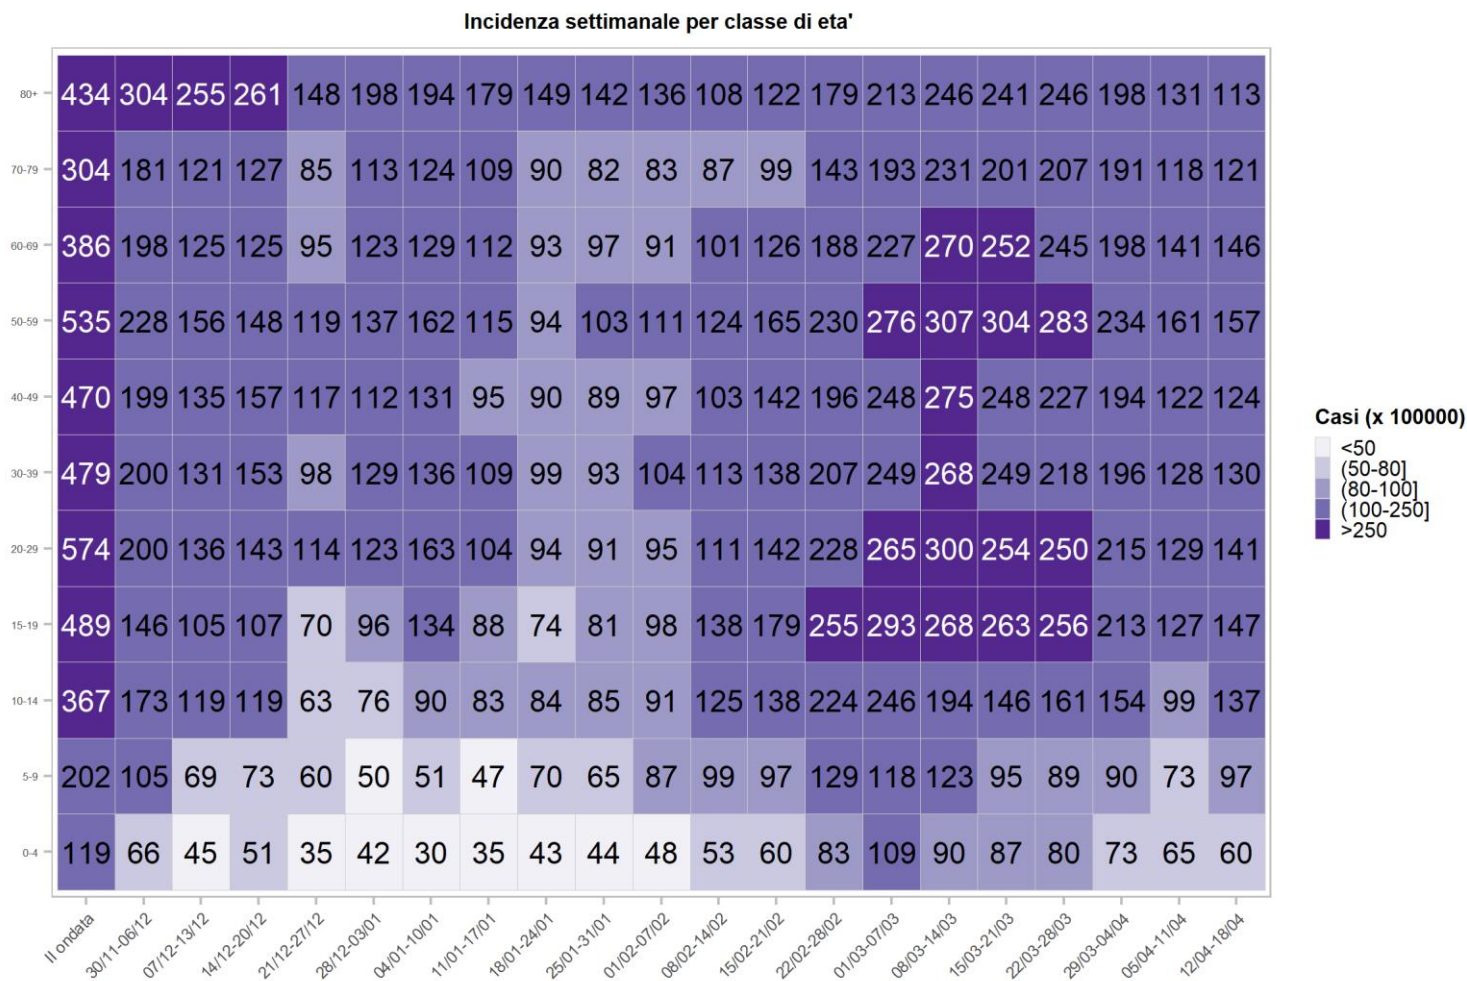 Incidenza settimanale per classe di eta'
80+ 434 304 255 261 148 198 194 179 149 142 136 108 122 179 213 246 241 246 198 131 113
70-79 304 181 121 127 85 113 124 109 90 82 83 87 99 143 193 231 201 207 191 118 121
60-69 386 198 125 125 95 123 129 112 93 97 91 101 126 188 227 270 252 245 198 141 146
50-59 535 228 156 148 119 137 162 115 94 103 111 124 165 230 276 307 304 283 234 161 157
40-49 470 199 135 157 117 112 131 95 90 89 97 103 142 196 248 275 248 227 194 122 124
30-39 479 200 131 153 98 129 136 109 99 93 104 113 138 207 249 268 249 218 196 128 130
20-29 574 200 136 143 114 123 163 104 94 91 95 111 142 228 265 300 254 250 215 129 141
15-19 489 146 105 107 70 96 134 88 74 81 98 138 179 255 293 268 263 256 213 127 147
10-14 367 173 119 119 63 76 90 83 84 85 91 125 138 224 246 194 146 161 154 99 137
5-9 202 105 69 73 60 50 51 47 70 65 87 99 97 129 118 123 95 89 90 73 97
0-4 119 66 45 51 35 42 30 35 43 44 48 53 60 83 109 90 87 80 73 65 60
II ondata 30/11-06/12 07/12-13/12 14/12-20/12 21/12-27/12 28/12-03/01 04/01-10/01 11/01-17/01 18/01-24/01 25/01-31/01 01/02-07/02 08/02-14/02 15/02-21/02 22/02-28/02 01/03-07/03 08/03-14/03 15/03-21/03 22/03-28/03 29/03-04/04 05/04-11/04 12/04-18/04
Casi (x 100000)
<50
(50-80]
(80-100]
(100-250]
>250